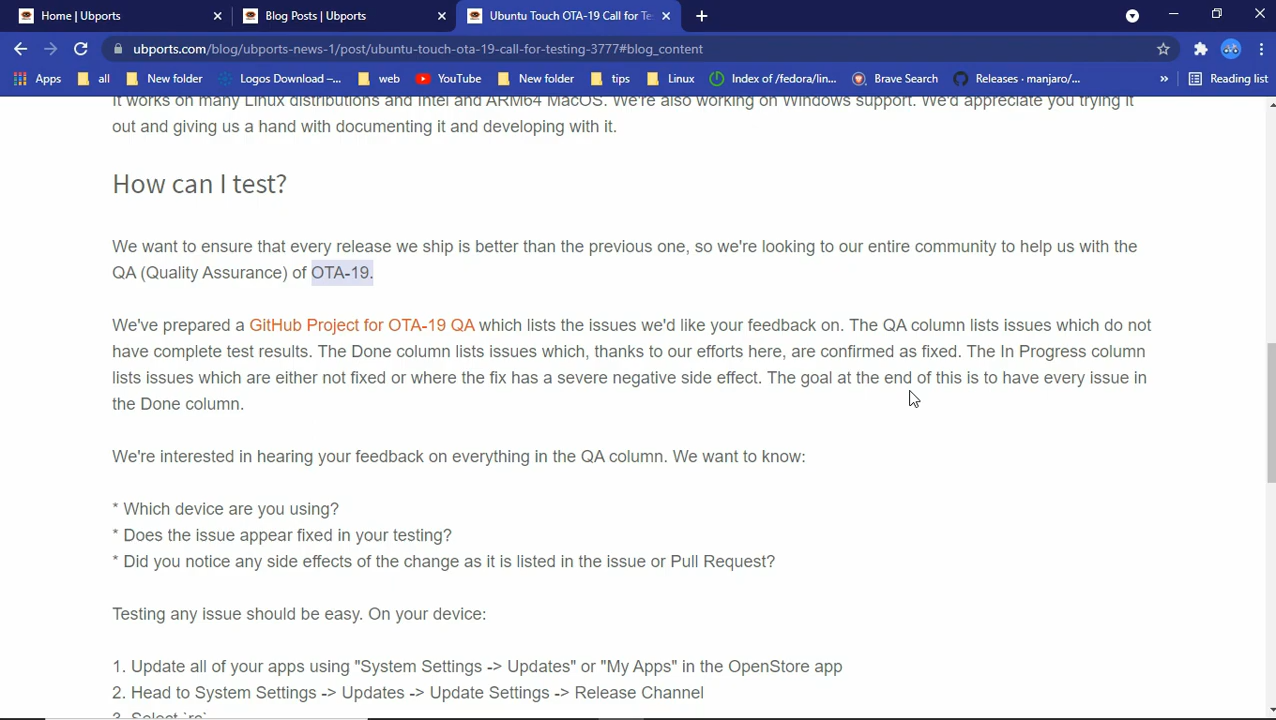 Home | Ubports
Blog Posts | Ubports
Ubuntu Touch OTA-19 Call for Te
ubports.com/blog/ubports-news-1/post/ubuntu-touch-ota-19-call-for-testing-3777#blog_content
Apps all New folder Logos Download –... web YouTube New folder tips Linux Index of /fedora/lin... Brave Search Releases · manjaro/... » Reading list
It works on many Linux distributions and Intel and ARM64 MacOS. We're also working on Windows support. We'd appreciate you trying it
out and giving us a hand with documenting it and developing with it.
How can I test?
We want to ensure that every release we ship is better than the previous one, so we're looking to our entire community to help us with the
QA (Quality Assurance) of OTA-19.
We've prepared a GitHub Project for OTA-19 QA which lists the issues we'd like your feedback on. The QA column lists issues which do not
have complete test results. The Done column lists issues which, thanks to our efforts here, are confirmed as fixed. The In Progress column
lists issues which are either not fixed or where the fix has a severe negative side effect. The goal at the end of this is to have every issue in
the Done column.
We're interested in hearing your feedback on everything in the QA column. We want to know:
* Which device are you using?
* Does the issue appear fixed in your testing?
* Did you notice any side effects of the change as it is listed in the issue or Pull Request?
Testing any issue should be easy. On your device:
1. Update all of your apps using "System Settings -> Updates" or "My Apps" in the OpenStore app
2. Head to System Settings -> Updates -> Update Settings -> Release Channel
3. Select `rc`